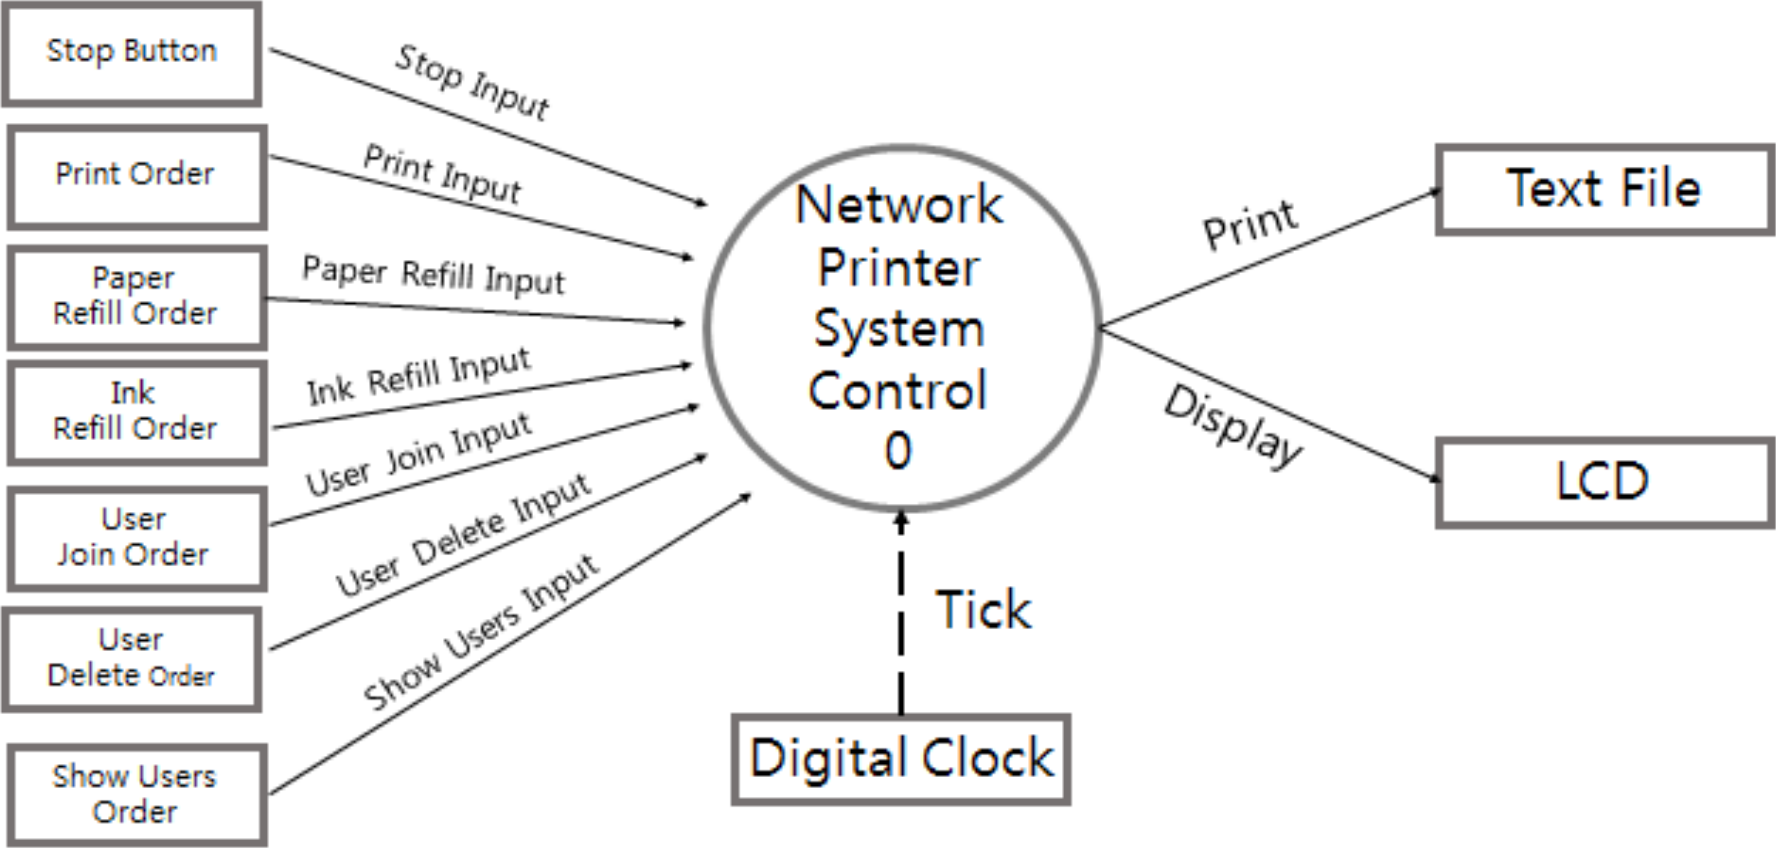 Stop Button
Stop Input
Print Order
Print Input
Paper
Refill Order
Paper Refill Input
Ink
Refill Order
Ink Refill Input
User
Join Order
User Join Input
User
Delete Order
User Delete Input
Show Users
Order
Show Users Input
Network
Printer
System
Control
0
Tick
Digital Clock
Print
Text File
Display
LCD